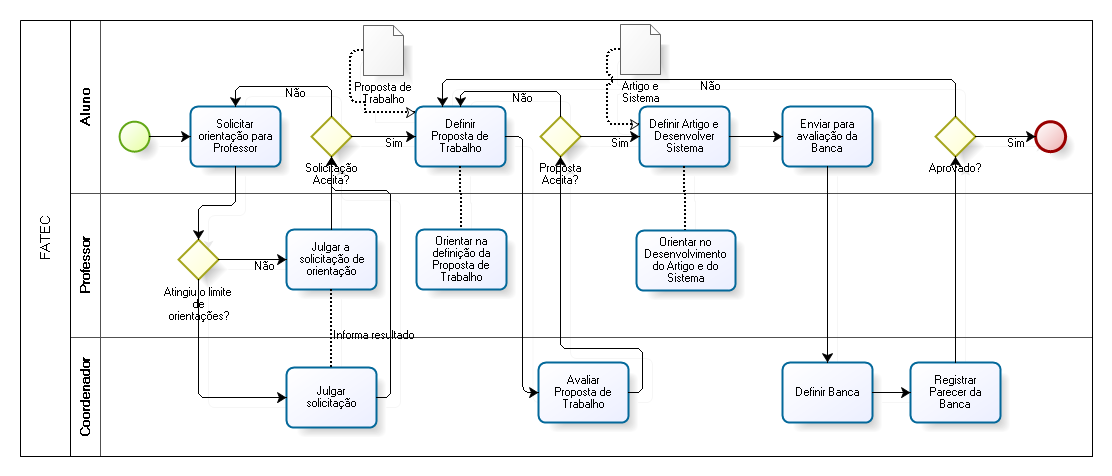 FATEC
Aluno
Proposta de
Trabalho
Artigo e
Sistema
Não
Não
Não
Solicitar
orientação para
Professor
Solicitação
Aceita?
Sim
Definir
Proposta de
Trabalho
Proposta
Aceita?
Sim
Definir Artigo e
Desenvolver
Sistema
Enviar para
avaliação da
Banca
Aprovado?
Sim
Professor
Atingiu o limite
de
orientações?
Não
Julgar a
solicitação de
orientação
Orientar na
definição da
Proposta de
Trabalho
Orientar no
Desenvolvimento
do Artigo e do
Sistema
Informa resultado
Coordenador
Julgar
solicitação
Avaliar
Proposta de
Trabalho
Definir Banca
Registrar
Parecer da
Banca